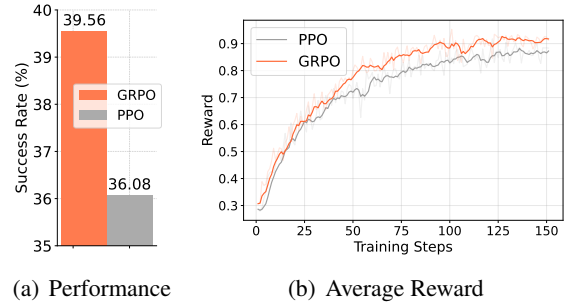 40
39
38
37
36
35
Success Rate (%)
39.56
36.08
GRPO
PPO
(a) Performance
0.9
0.8
0.7
0.6
0.5
0.4
0.3
Reward
PPO
GRPO
0 25 50 75 100 125 150
Training Steps
(b) Average Reward